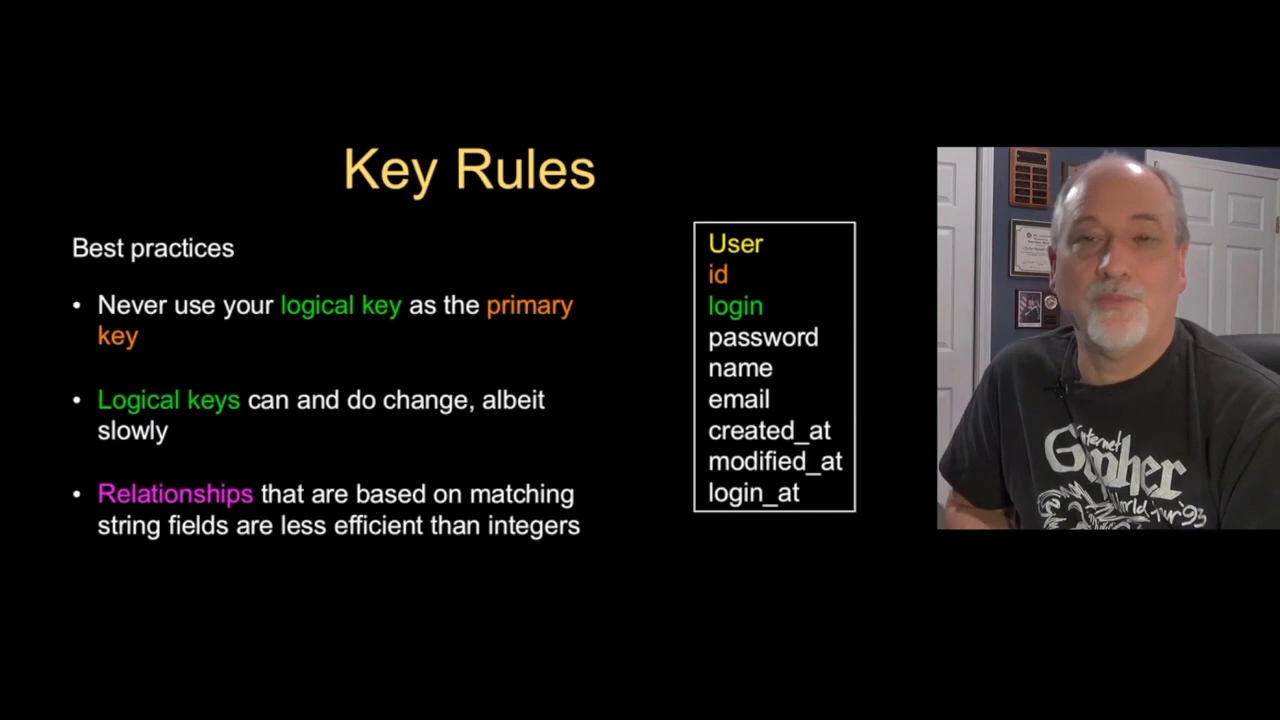 Key Rules
Best practices
• Never use your logical key as the primary
key
• Logical keys can and do change, albeit
slowly
• Relationships that are based on matching
string fields are less efficient than integers
User
id
login
password
name
email
created_at
modified_at
login_at
Internet
Gopher
World Tur '93